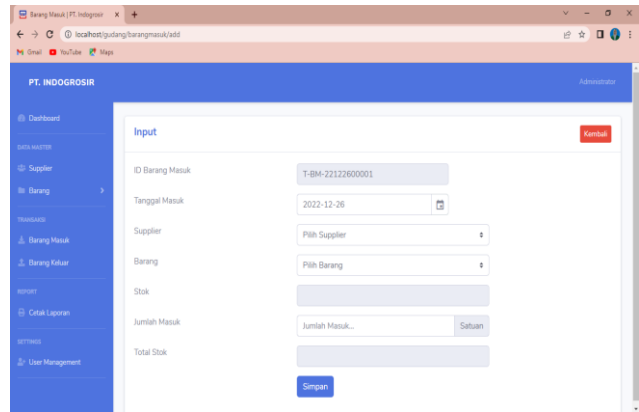 Barang Masuk | PT. Indogrosir
localhost/gudang/barangmasuk/add
Gmail YouTube Maps
PT. INDOGROSIR
Administrator
Dashboard
DATA MASTER
Supplier
Barang
TRANSAKSI
Barang Masuk
Barang Keluar
REPORT
Cetak Laporan
SETTINGS
User Management
Input
Kembali
ID Barang Masuk
T-BM-22122600001
Tanggal Masuk
2022-12-26
Supplier
Pilih Supplier
Barang
Pilih Barang
Stok
Jumlah Masuk
Jumlah Masuk...
Satuan
Total Stok
Simpan